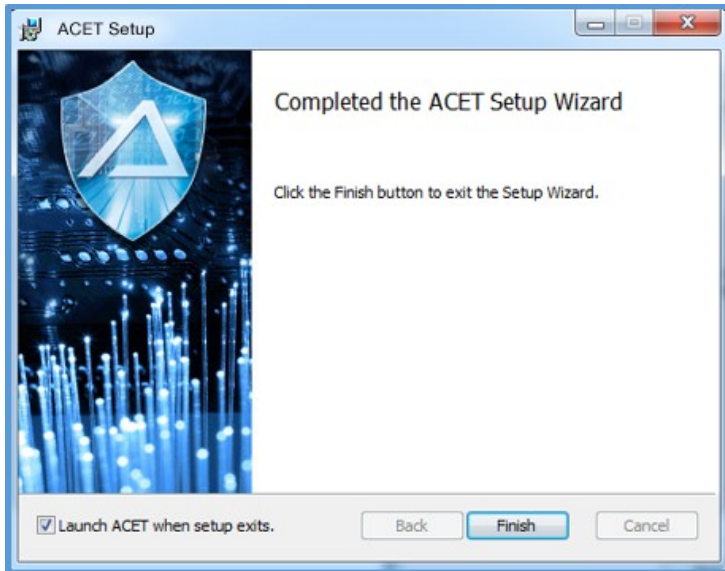 ACET Setup
Completed the ACET Setup Wizard
Click the Finish button to exit the Setup Wizard.
Launch ACET when setup exits.
Back
Finish
Cancel